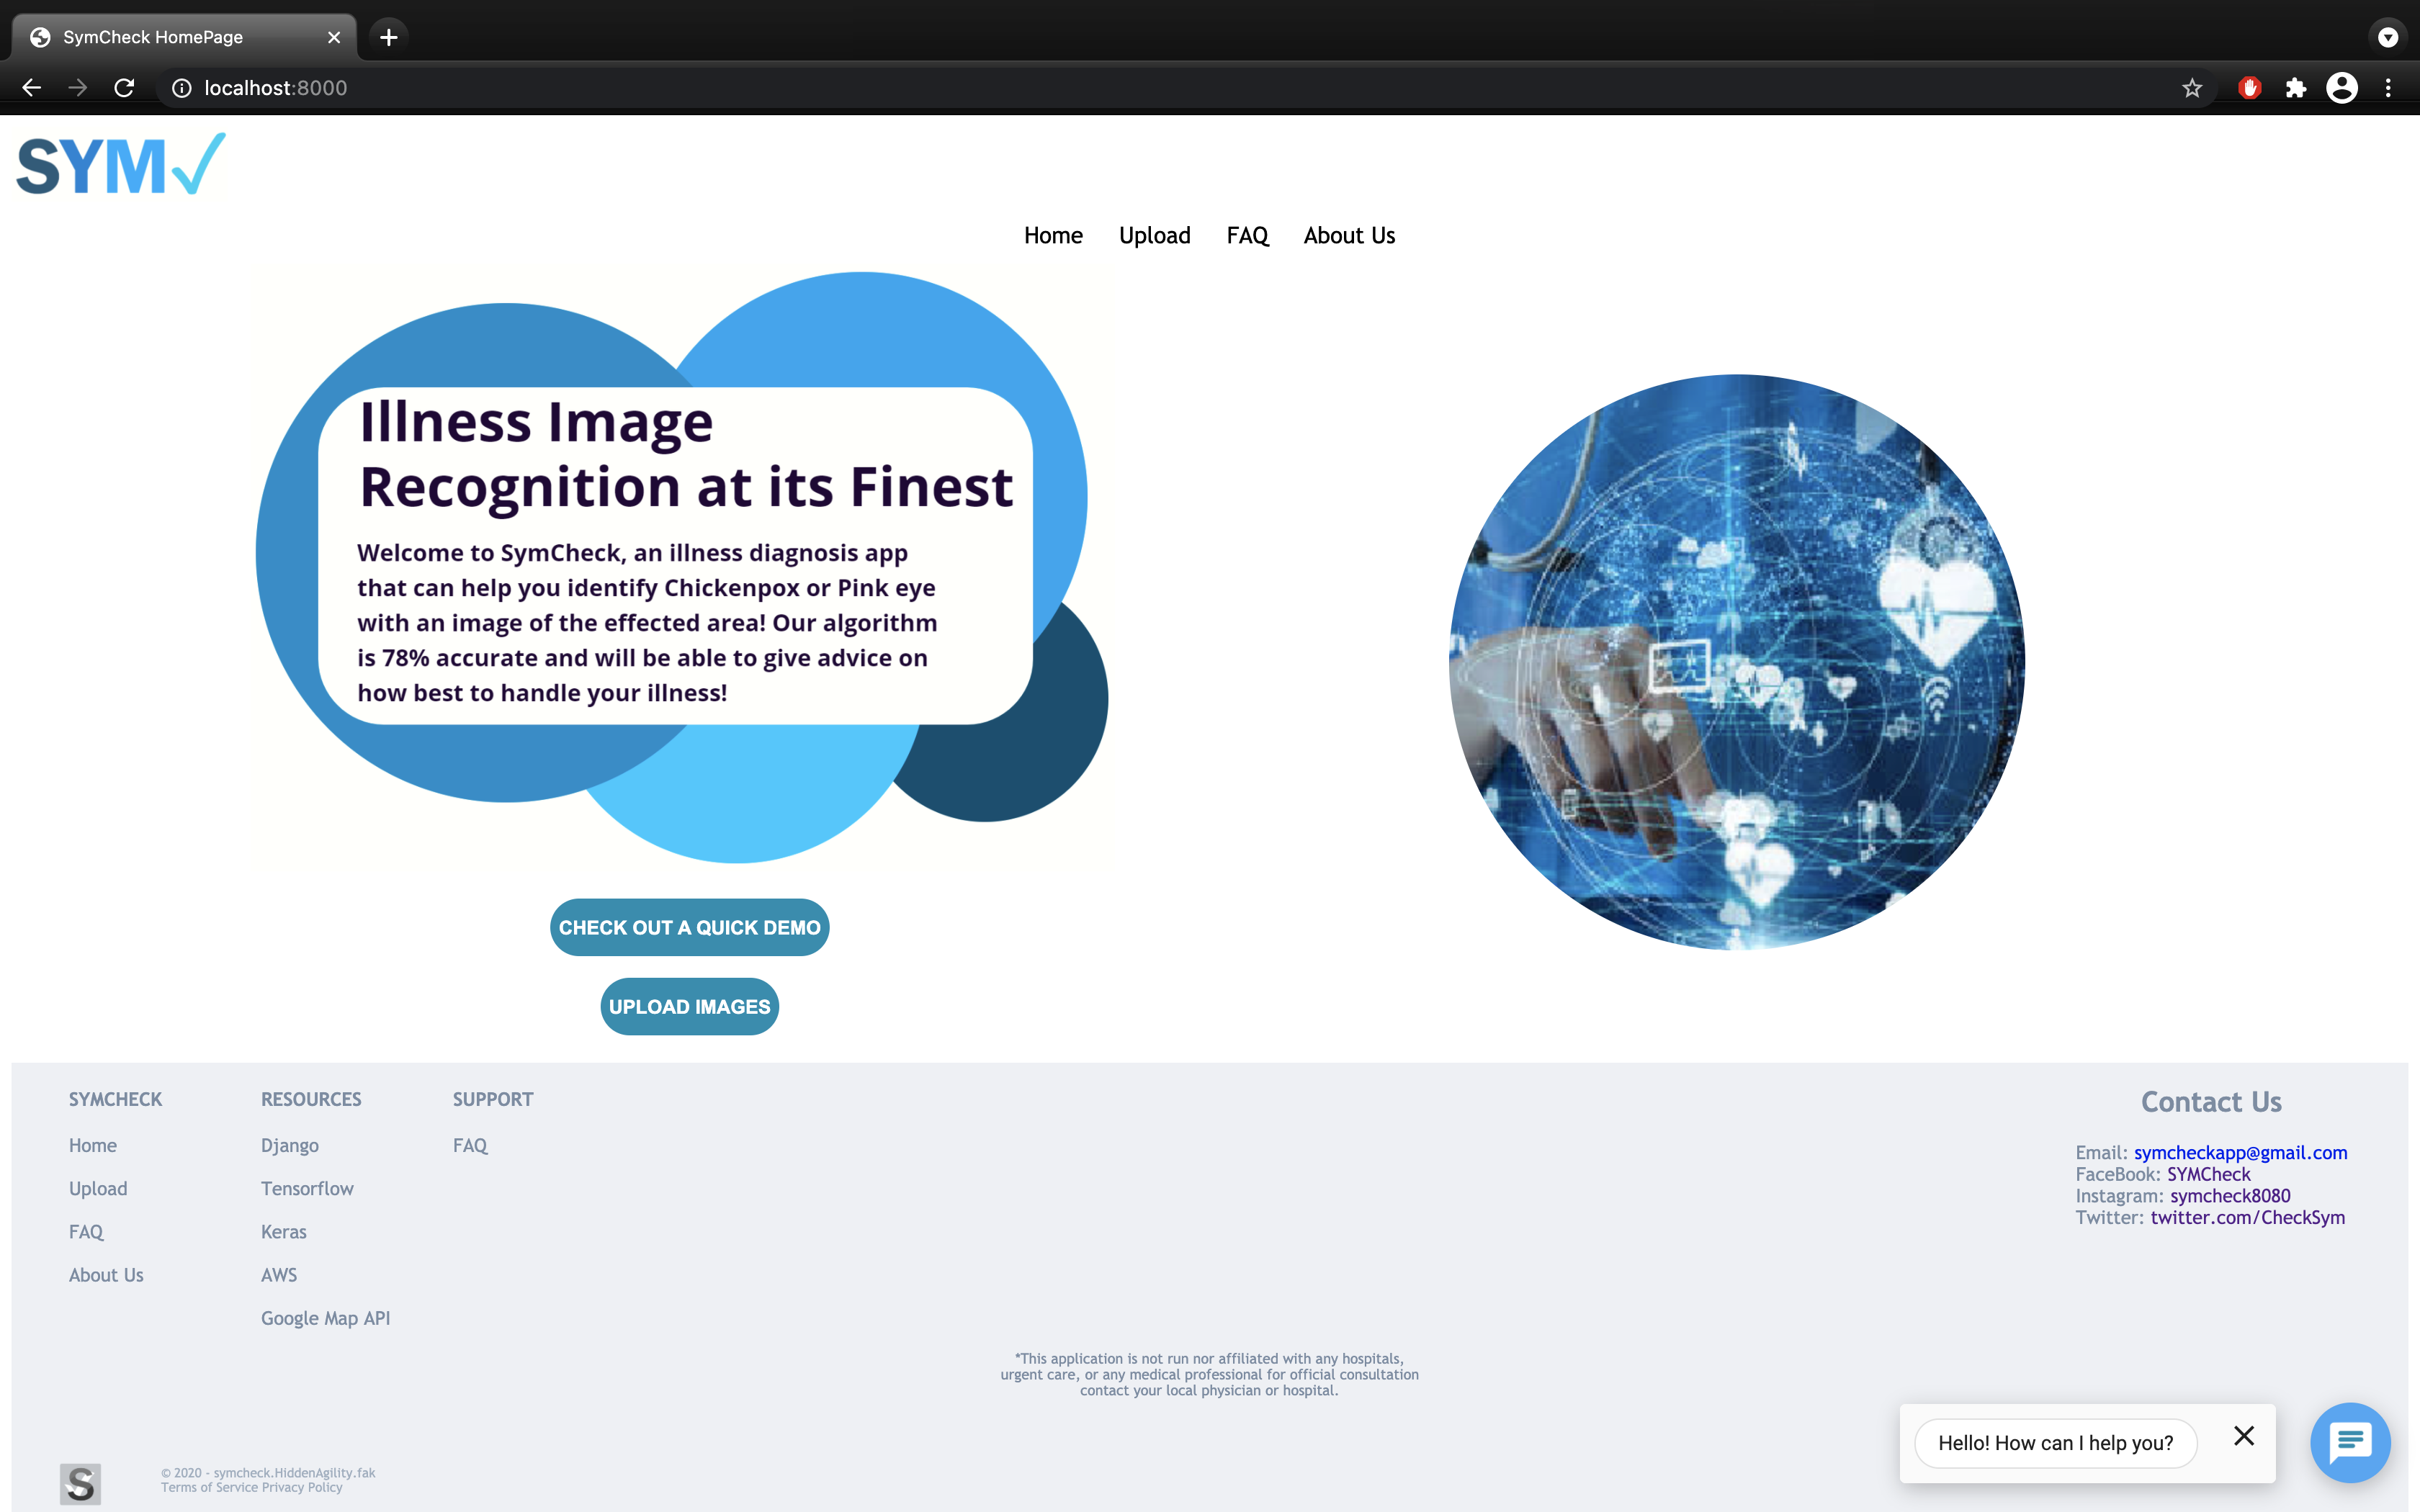 SymCheck HomePage
localhost:8000
SYM✓
Home Upload FAQ About Us
Illness Image
Recognition at its Finest
Welcome to SymCheck, an illness diagnosis app
that can help you identify Chickenpox or Pink eye
with an image of the effected area! Our algorithm
is 78% accurate and will be able to give advice on
how best to handle your illness!
CHECK OUT A QUICK DEMO
UPLOAD IMAGES
SYMCHECK
Home
Upload
FAQ
About Us
RESOURCES
Django
Tensorflow
Keras
AWS
Google Map API
SUPPORT
FAQ
Contact Us
Email: symcheckapp@gmail.com
FaceBook: SYMCheck
Instagram: symcheck8080
Twitter: twitter.com/CheckSym
*This application is not run nor affiliated with any hospitals,
urgent care, or any medical professional for official consultation
contact your local physician or hospital.
Hello! How can I help you?
S
© 2020 - symcheck.HiddenAgility.fak
Terms of Service Privacy Policy